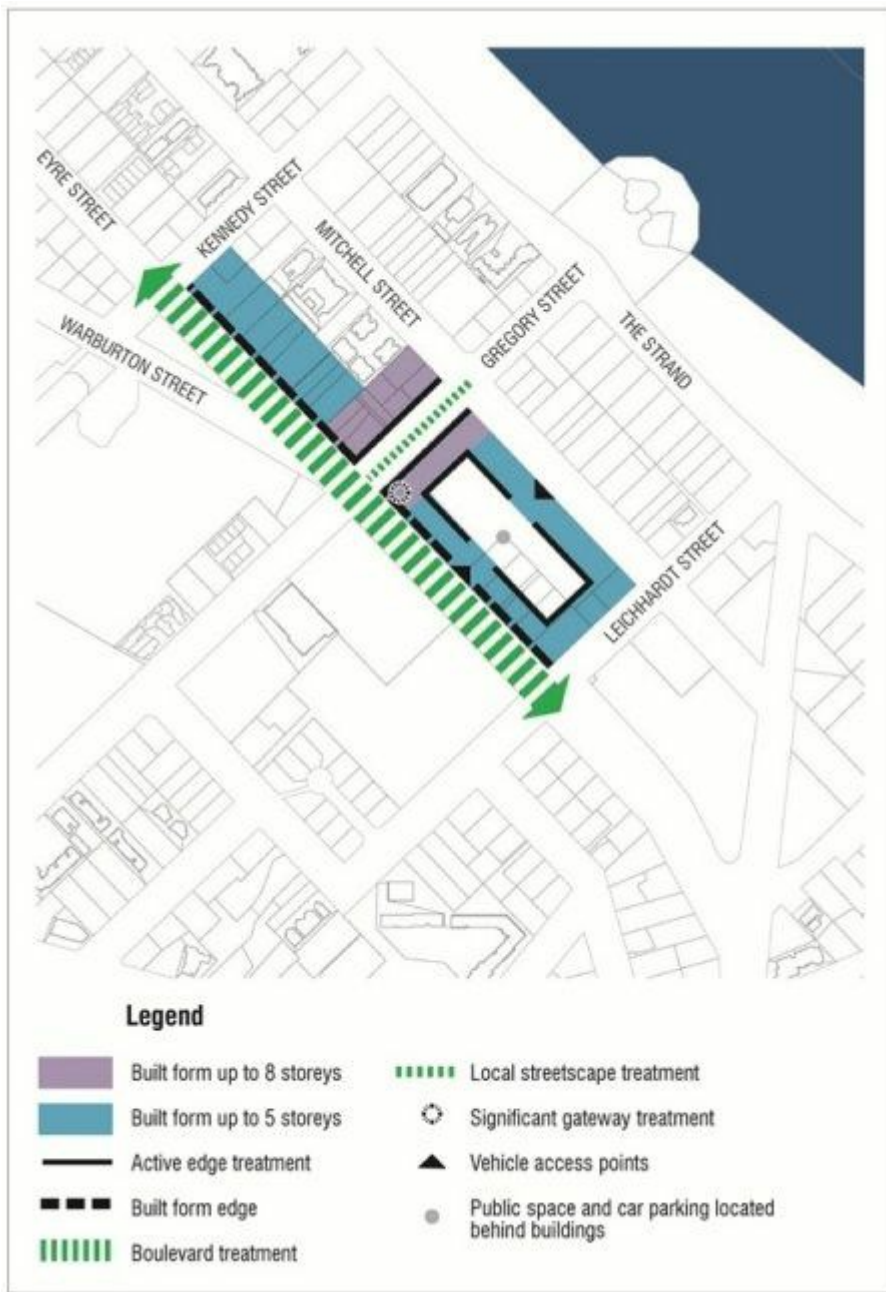 EYRE STREET
KENNEDY STREET
MITCHELL STREET
GREGORY STREET
THE STRAND
WARBURTON STREET
LEICHHARDT STREET
Legend
Built form up to 8 storeys
Built form up to 5 storeys
Active edge treatment
Built form edge
Boulevard treatment
Local streetscape treatment
Significant gateway treatment
Vehicle access points
Public space and car parking located
behind buildings